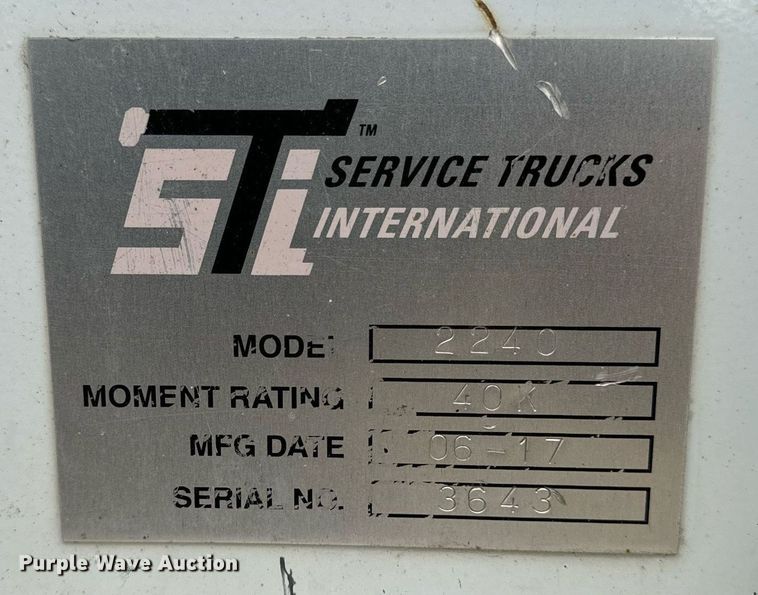 STi ™
SERVICE TRUCKS
INTERNATIONAL
MODEL 2240
MOMENT RATING 40K
MFG DATE 06-17
SERIAL NO. 3643
Purple Wave Auction